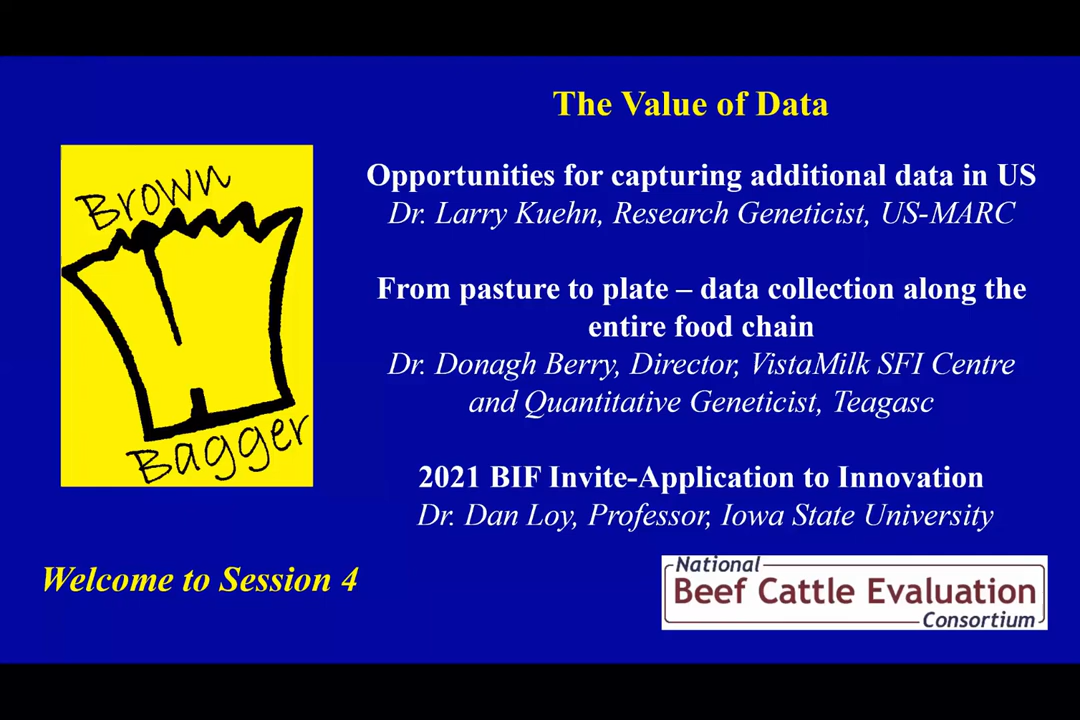 The Value of Data
Brown
Bagger
Opportunities for capturing additional data in US
Dr. Larry Kuehn, Research Geneticist, US-MARC
From pasture to plate – data collection along the
entire food chain
Dr. Donagh Berry, Director, VistaMilk SFI Centre
and Quantitative Geneticist, Teagasc
2021 BIF Invite-Application to Innovation
Dr. Dan Loy, Professor, Iowa State University
Welcome to Session 4
National
Beef Cattle Evaluation
Consortium